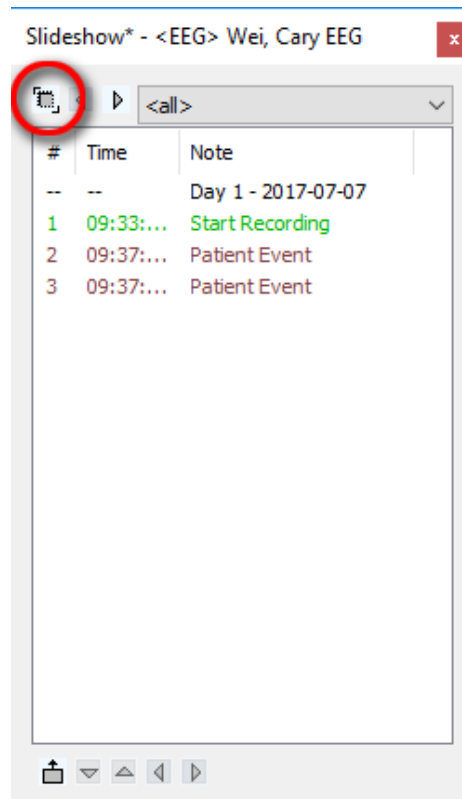 Slideshow* - <EEG> Wei, Cary EEG x
<all>
# Time Note
-- -- Day 1 - 2017-07-07
1 09:33:... Start Recording
2 09:37:... Patient Event
3 09:37:... Patient Event